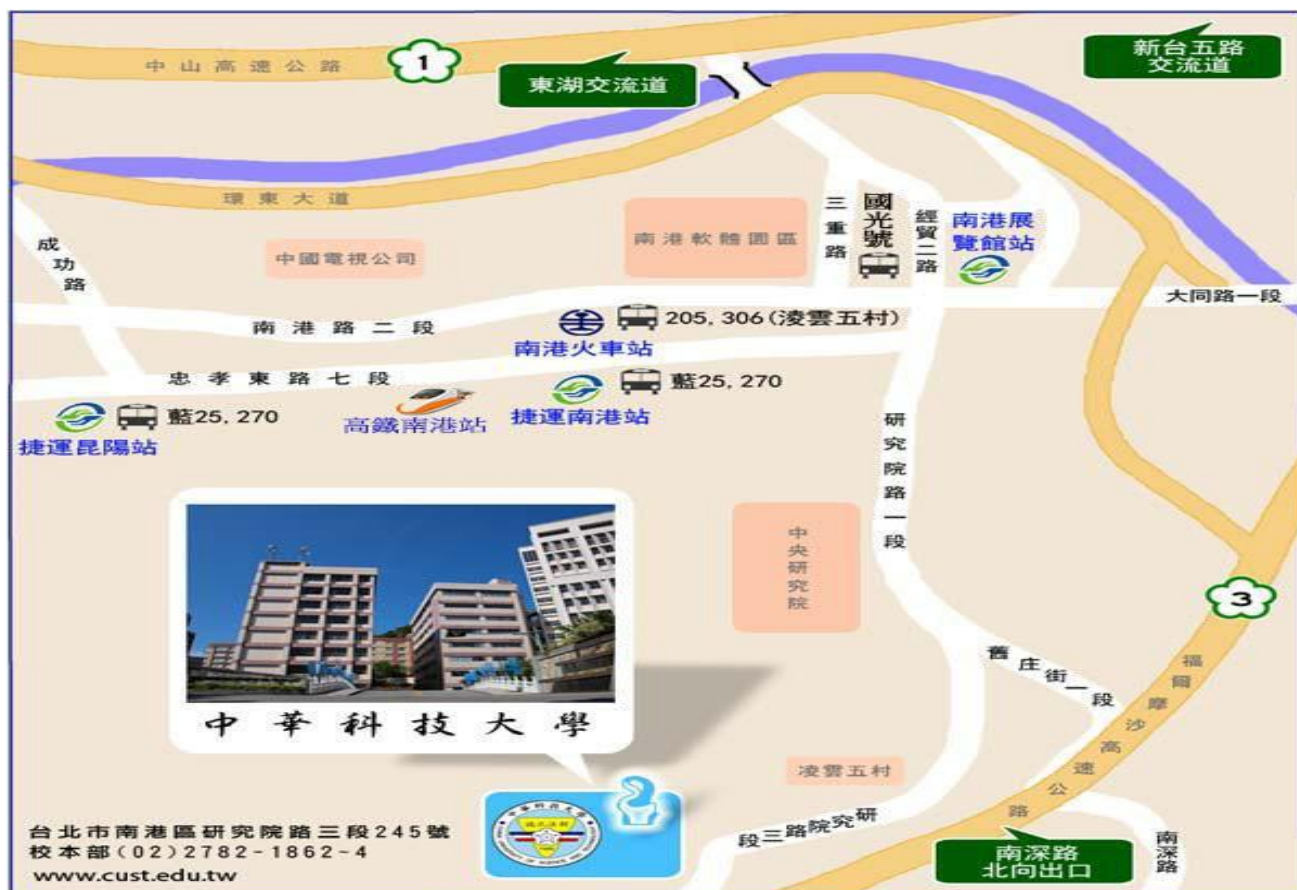 中山高速公路
1
東湖交流道
新台五路
交流道
環東大道
成功路
中國電視公司
南港軟體園區
三重路
國光號
經貿二路
南港展
覽館站
大同路一段
南港路二段
205, 306(淩雲五村)
南港火車站
忠孝東路七段
藍25, 270
捷運昆陽站
高鐵南港站
藍25, 270
捷運南港站
研究院路一段
中央研究院
3
舊庄街一段
福爾摩沙高速公路
中華科技大學
凌雲五村
研究院路三段
南深路
南深路
北向出口
中華科技大學
台北市南港區研究院路三段245號
校本部(02)2782-1862-4
www.cust.edu.tw